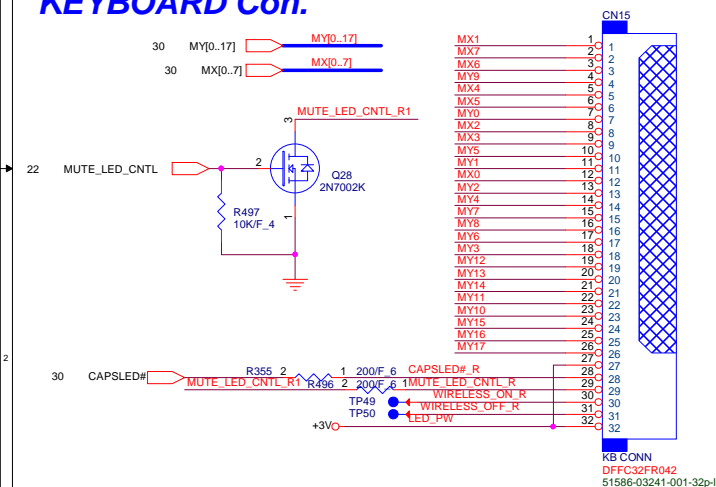 KEYBOARD Con.
CN15
30 MY[0..17] MY[0..17]
30 MX[0..7] MX[0..7]
MX1 1 1
MX7 2 2
MX6 3 3
MY9 4 4
MX4 5 5
MX5 6 6
MY0 7 7
MX2 8 8
MX3 9 9
MY5 10 10
MY1 11 11
MX0 12 12
MY2 13 13
MY4 14 14
MY7 15 15
MY8 16 16
MY6 17 17
MY3 18 18
MY12 19 19
MY13 20 20
MY14 21 21
MY11 22 22
MY10 23 23
MY15 24 24
MY16 25 25
MY17 26 26
27 27
MUTE_LED_CNTL_R1
3
22 MUTE_LED_CNTL 2
Q28
2N7002K
1
R497
10K/F_4
2
30 CAPSLED# R355 2 1 200/F_6 CAPSLED#_R 28 28
MUTE_LED_CNTL_R1 R496 2 200/F_6 1 MUTE_LED_CNTL_R 29 29
TP49 WIRELESS_ON_R 30 30
TP50 WIRELESS_OFF_R 31 31
+3V LED_PW 32 32
KB CONN
DFFC32FR042
51586-03241-001-32p-l